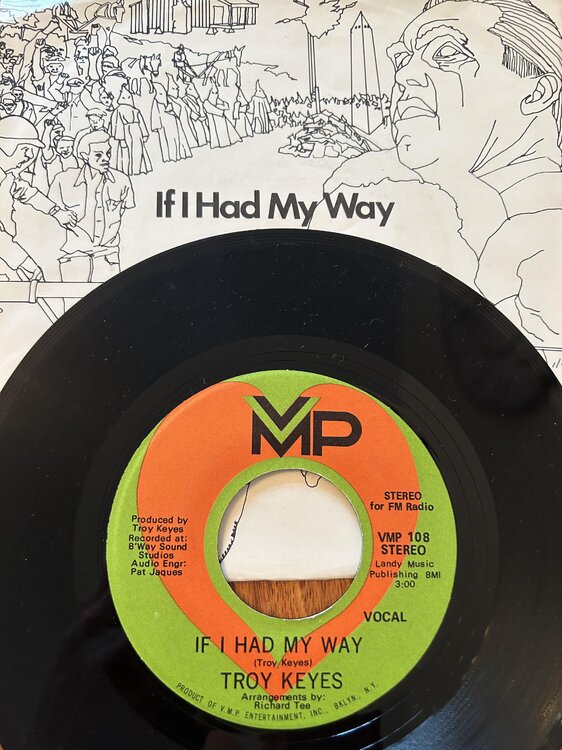 If I Had My Way
VMP
STEREO
for FM Radio
VMP 108
STEREO
Landy Music
Publishing BMI
3:00
Produced by
Troy Keyes
Recorded at:
B'Way Sound
Studios
Audio Engr:
Pat Jaques
VOCAL
IF I HAD MY WAY
(Troy Keyes)
TROY KEYES
Arrangements by:
Richard Tee
PRODUCT OF V.M.P. ENTERTAINMENT, INC., BKLYN., N.Y.